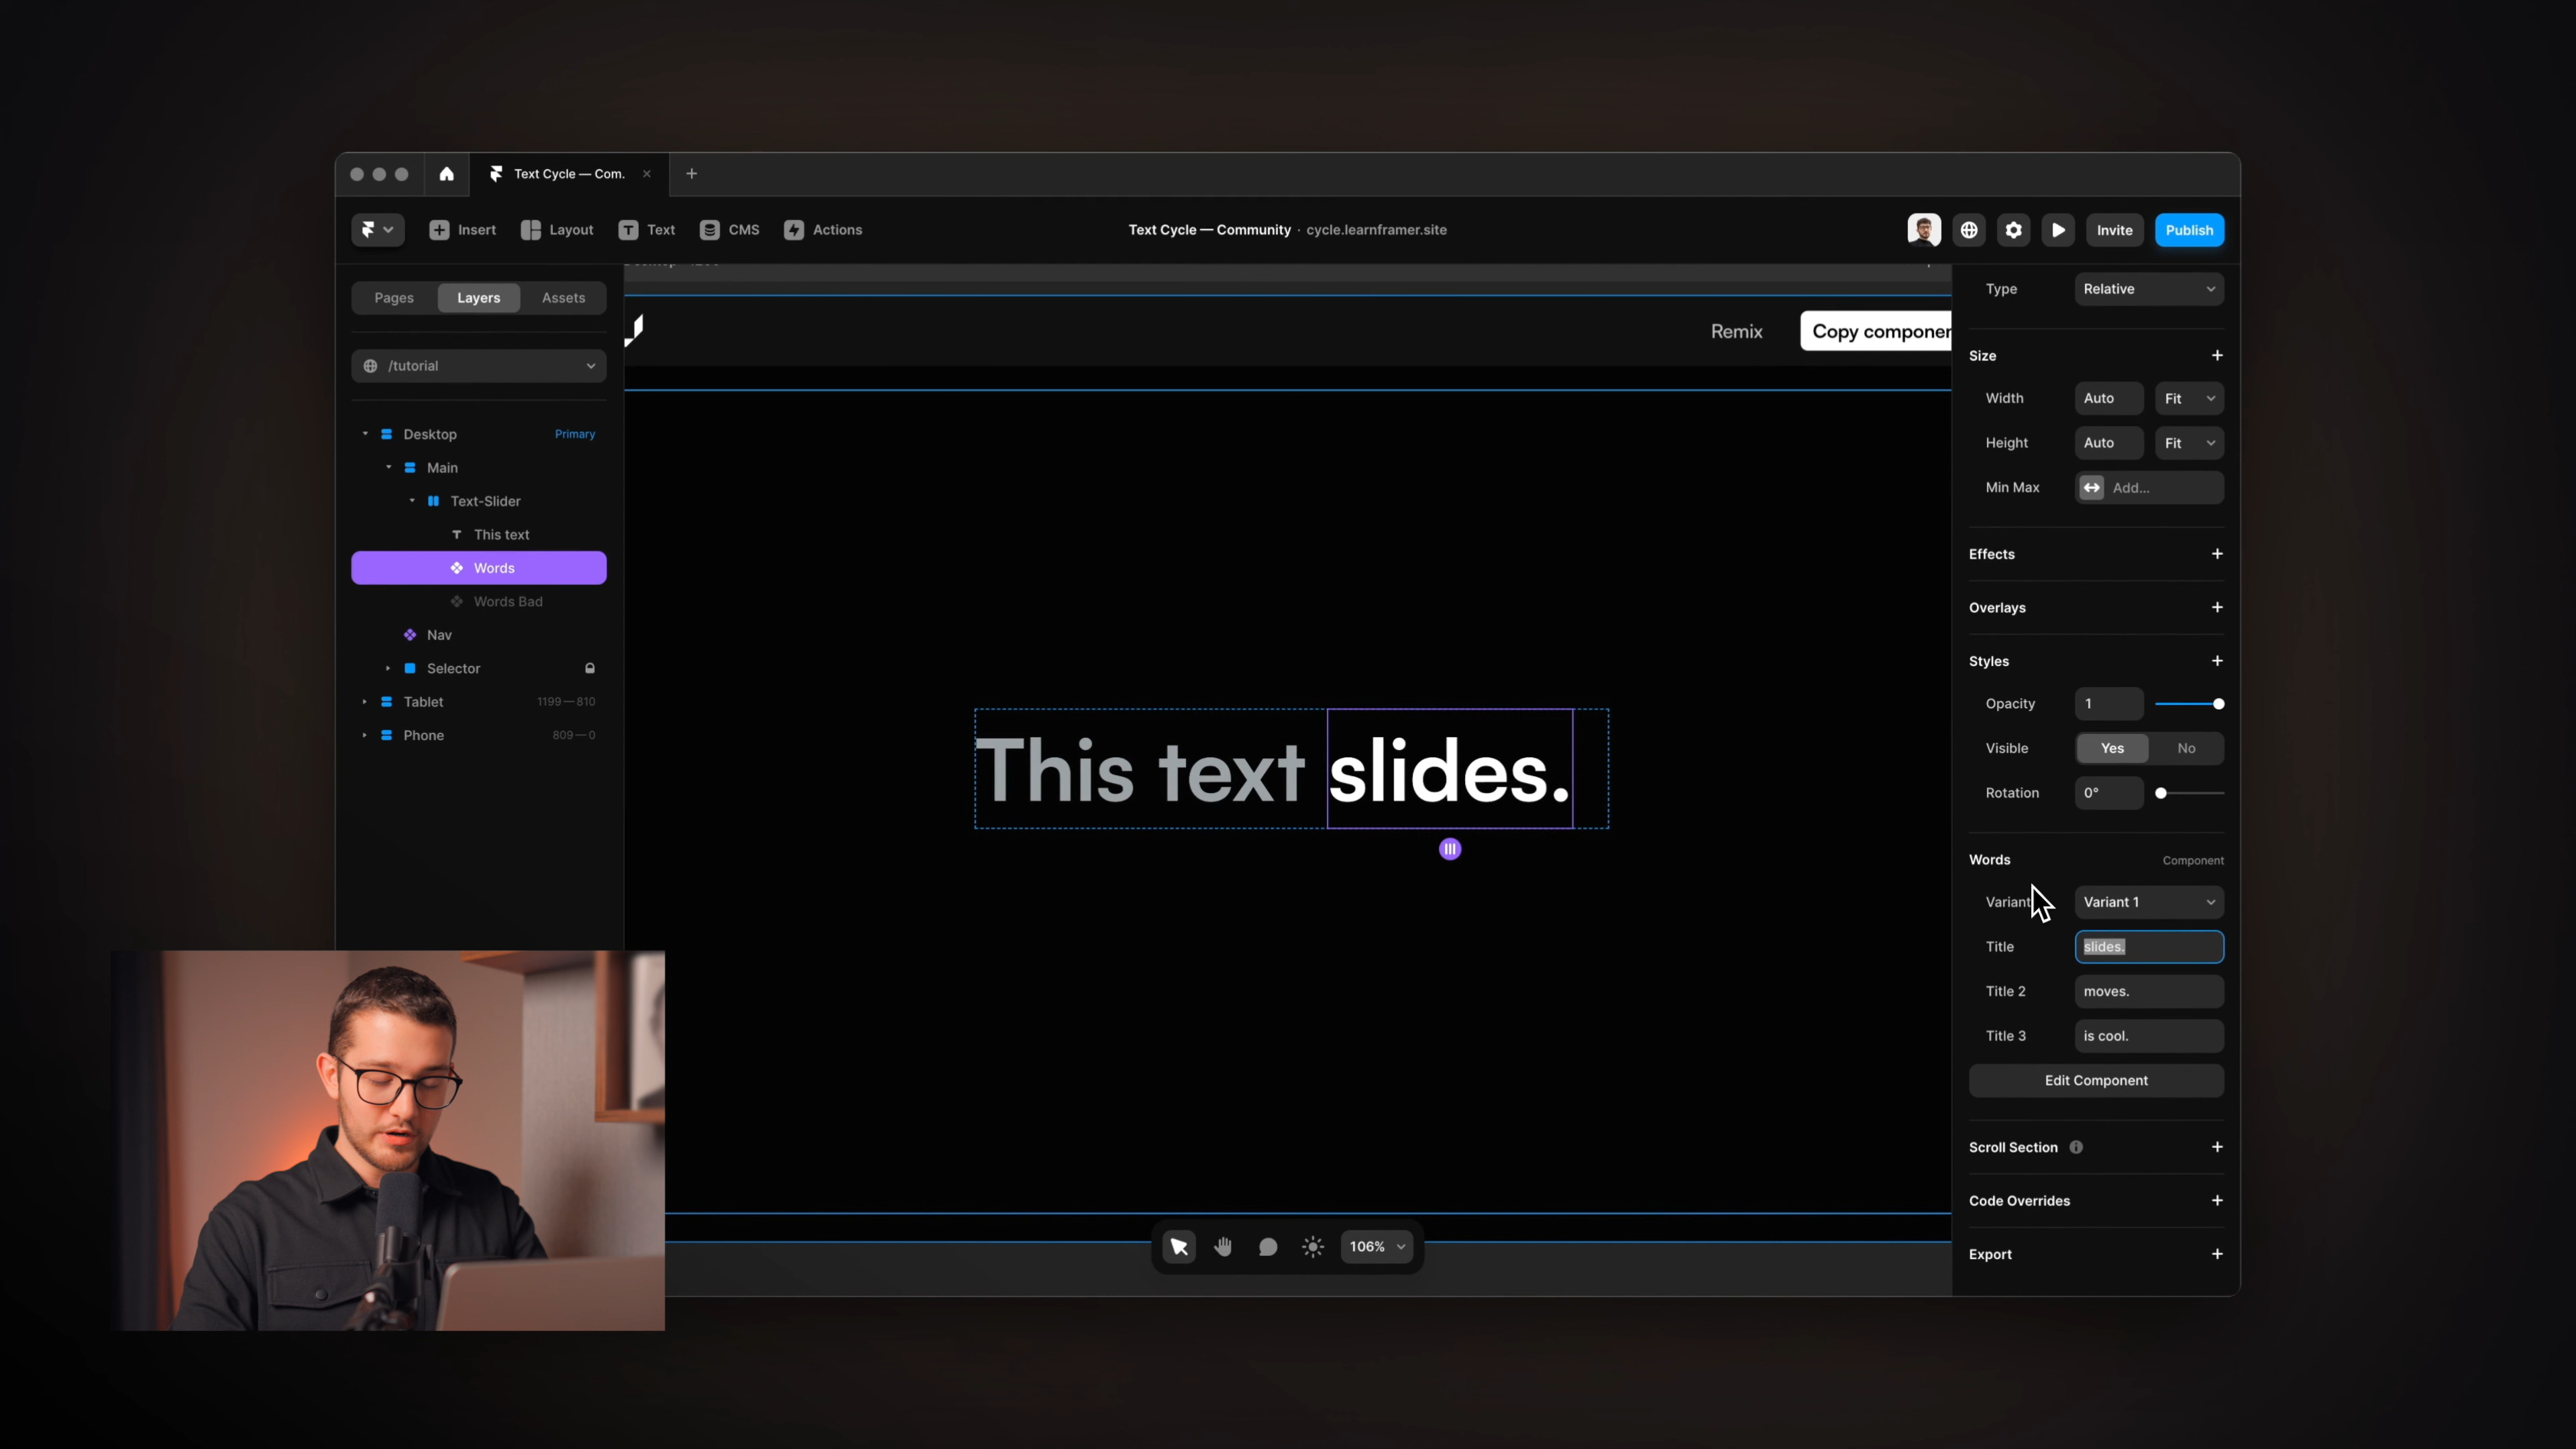 Text Cycle — Com.
Insert
Layout
Text
CMS
Actions
Text Cycle — Community · cycle.learnframer.site
Invite
Publish
Pages
Layers
Assets
/tutorial
Desktop
Primary
Main
Text-Slider
This text
Words
Words Bad
Nav
Selector
Tablet
1199 — 810
Phone
809 — 0
Remix
Copy componen
This text slides.
106%
Type
Relative
Size
Width
Auto
Fit
Height
Auto
Fit
Min Max
Add...
Effects
Overlays
Styles
Opacity
1
Visible
Yes
No
Rotation
0°
Words
Component
Variant
Variant 1
Title
slides.
Title 2
moves.
Title 3
is cool.
Edit Component
Scroll Section
Code Overrides
Export